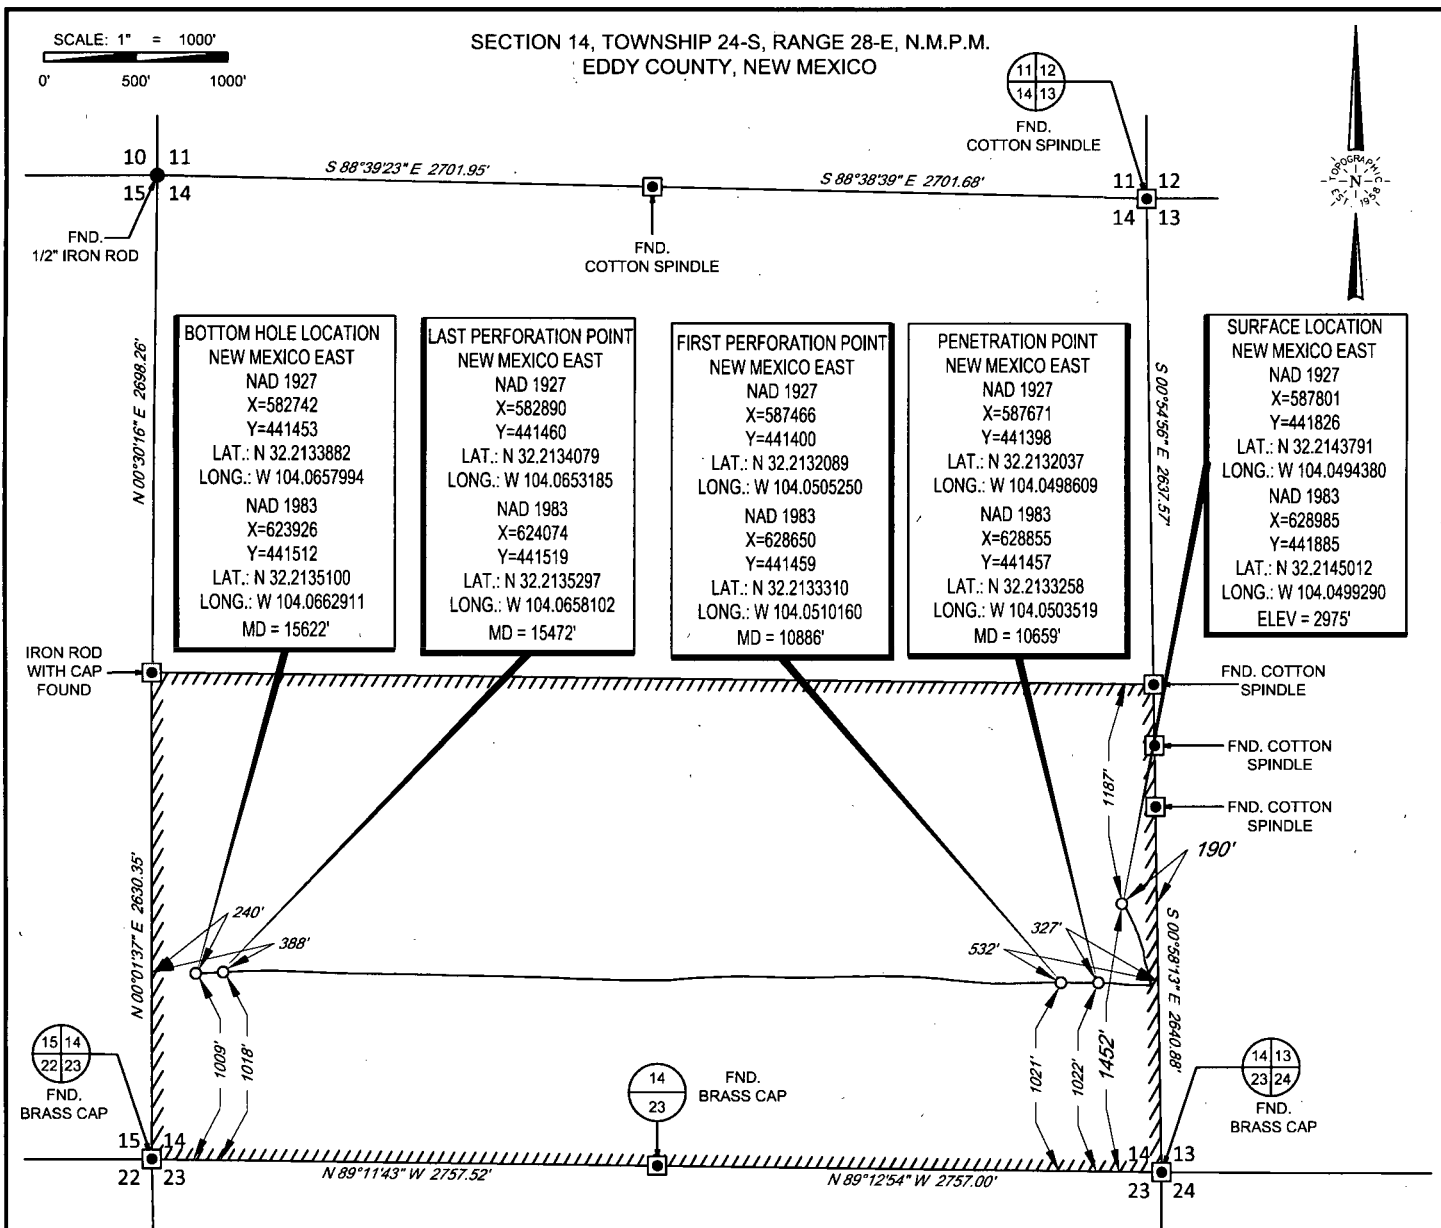 SCALE: 1" = 1000'
0' 500' 1000'
SECTION 14, TOWNSHIP 24-S, RANGE 28-E, N.M.P.M.
EDDY COUNTY, NEW MEXICO
11 12
14 13
FND.
COTTON SPINDLE
TOPOGRAPHIC
N
EST. 1958
10 11
15 14
S 88°39'23" E 2701.95'
S 88°38'39" E 2701.68'
11 12
14 13
FND.
1/2" IRON ROD
FND.
COTTON SPINDLE
N 00°30'16" E 2698.26'
BOTTOM HOLE LOCATION
NEW MEXICO EAST
NAD 1927
X=582742
Y=441453
LAT.: N 32.2133882
LONG.: W 104.0657994
NAD 1983
X=623926
Y=441512
LAT.: N 32.2135100
LONG.: W 104.0662911
MD = 15622'
LAST PERFORATION POINT
NEW MEXICO EAST
NAD 1927
X=582890
Y=441460
LAT.: N 32.2134079
LONG.: W 104.0653185
NAD 1983
X=624074
Y=441519
LAT.: N 32.2135297
LONG.: W 104.0658102
MD = 15472'
FIRST PERFORATION POINT
NEW MEXICO EAST
NAD 1927
X=587466
Y=441400
LAT.: N 32.2132089
LONG.: W 104.0505250
NAD 1983
X=628650
Y=441459
LAT.: N 32.2133310
LONG.: W 104.0510160
MD = 10886'
PENETRATION POINT
NEW MEXICO EAST
NAD 1927
X=587671
Y=441398
LAT.: N 32.2132037
LONG.: W 104.0498609
NAD 1983
X=628855
Y=441457
LAT.: N 32.2133258
LONG.: W 104.0503519
MD = 10659'
S 00°54'56" E 2637.57'
SURFACE LOCATION
NEW MEXICO EAST
NAD 1927
X=587801
Y=441826
LAT.: N 32.2143791
LONG.: W 104.0494380
NAD 1983
X=628985
Y=441885
LAT.: N 32.2145012
LONG.: W 104.0499290
ELEV = 2975'
IRON ROD
WITH CAP
FOUND
FND. COTTON
SPINDLE
FND. COTTON
SPINDLE
FND. COTTON
SPINDLE
1187'
190'
N 00°01'37" E 2630.35'
240'
388'
532'
327'
S 00°58'13" E 2640.88'
1009'
1018'
1021'
1022'
1452'
15 14
22 23
FND.
BRASS CAP
14
23
FND.
BRASS CAP
14 13
23 24
FND.
BRASS CAP
15 14
22 23
N 89°11'43" W 2757.52'
N 89°12'54" W 2757.00'
14 13
23 24